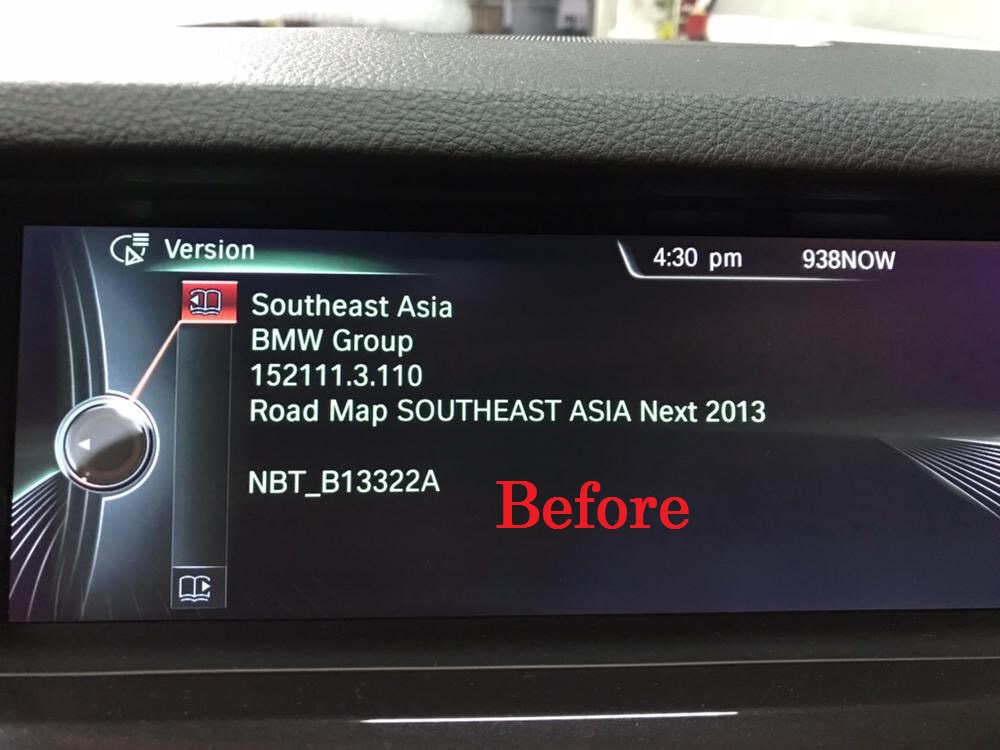 Version
4:30 pm 938NOW
Southeast Asia
BMW Group
152111.3.110
Road Map SOUTHEAST ASIA Next 2013
NBT_B13322A
Before